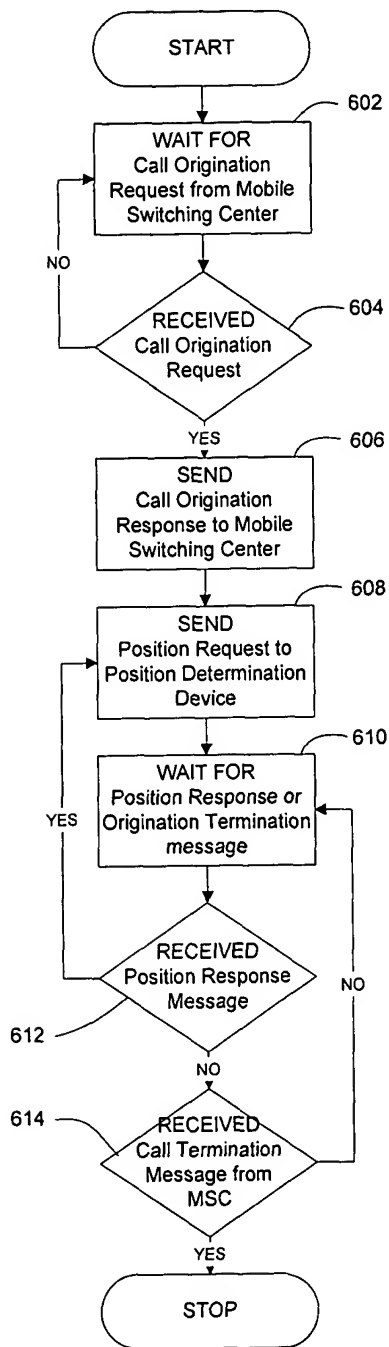 START
602
WAIT FOR
Call Origination
Request from Mobile
Switching Center
NO
RECEIVED
Call Origination
Request
604
YES
606
SEND
Call Origination
Response to Mobile
Switching Center
608
SEND
Position Request to
Position Determination
Device
610
WAIT FOR
Position Response or
Origination Termination
message
YES
RECEIVED
Position Response
Message
NO
612
NO
614
RECEIVED
Call Termination
Message from
MSC
YES
STOP